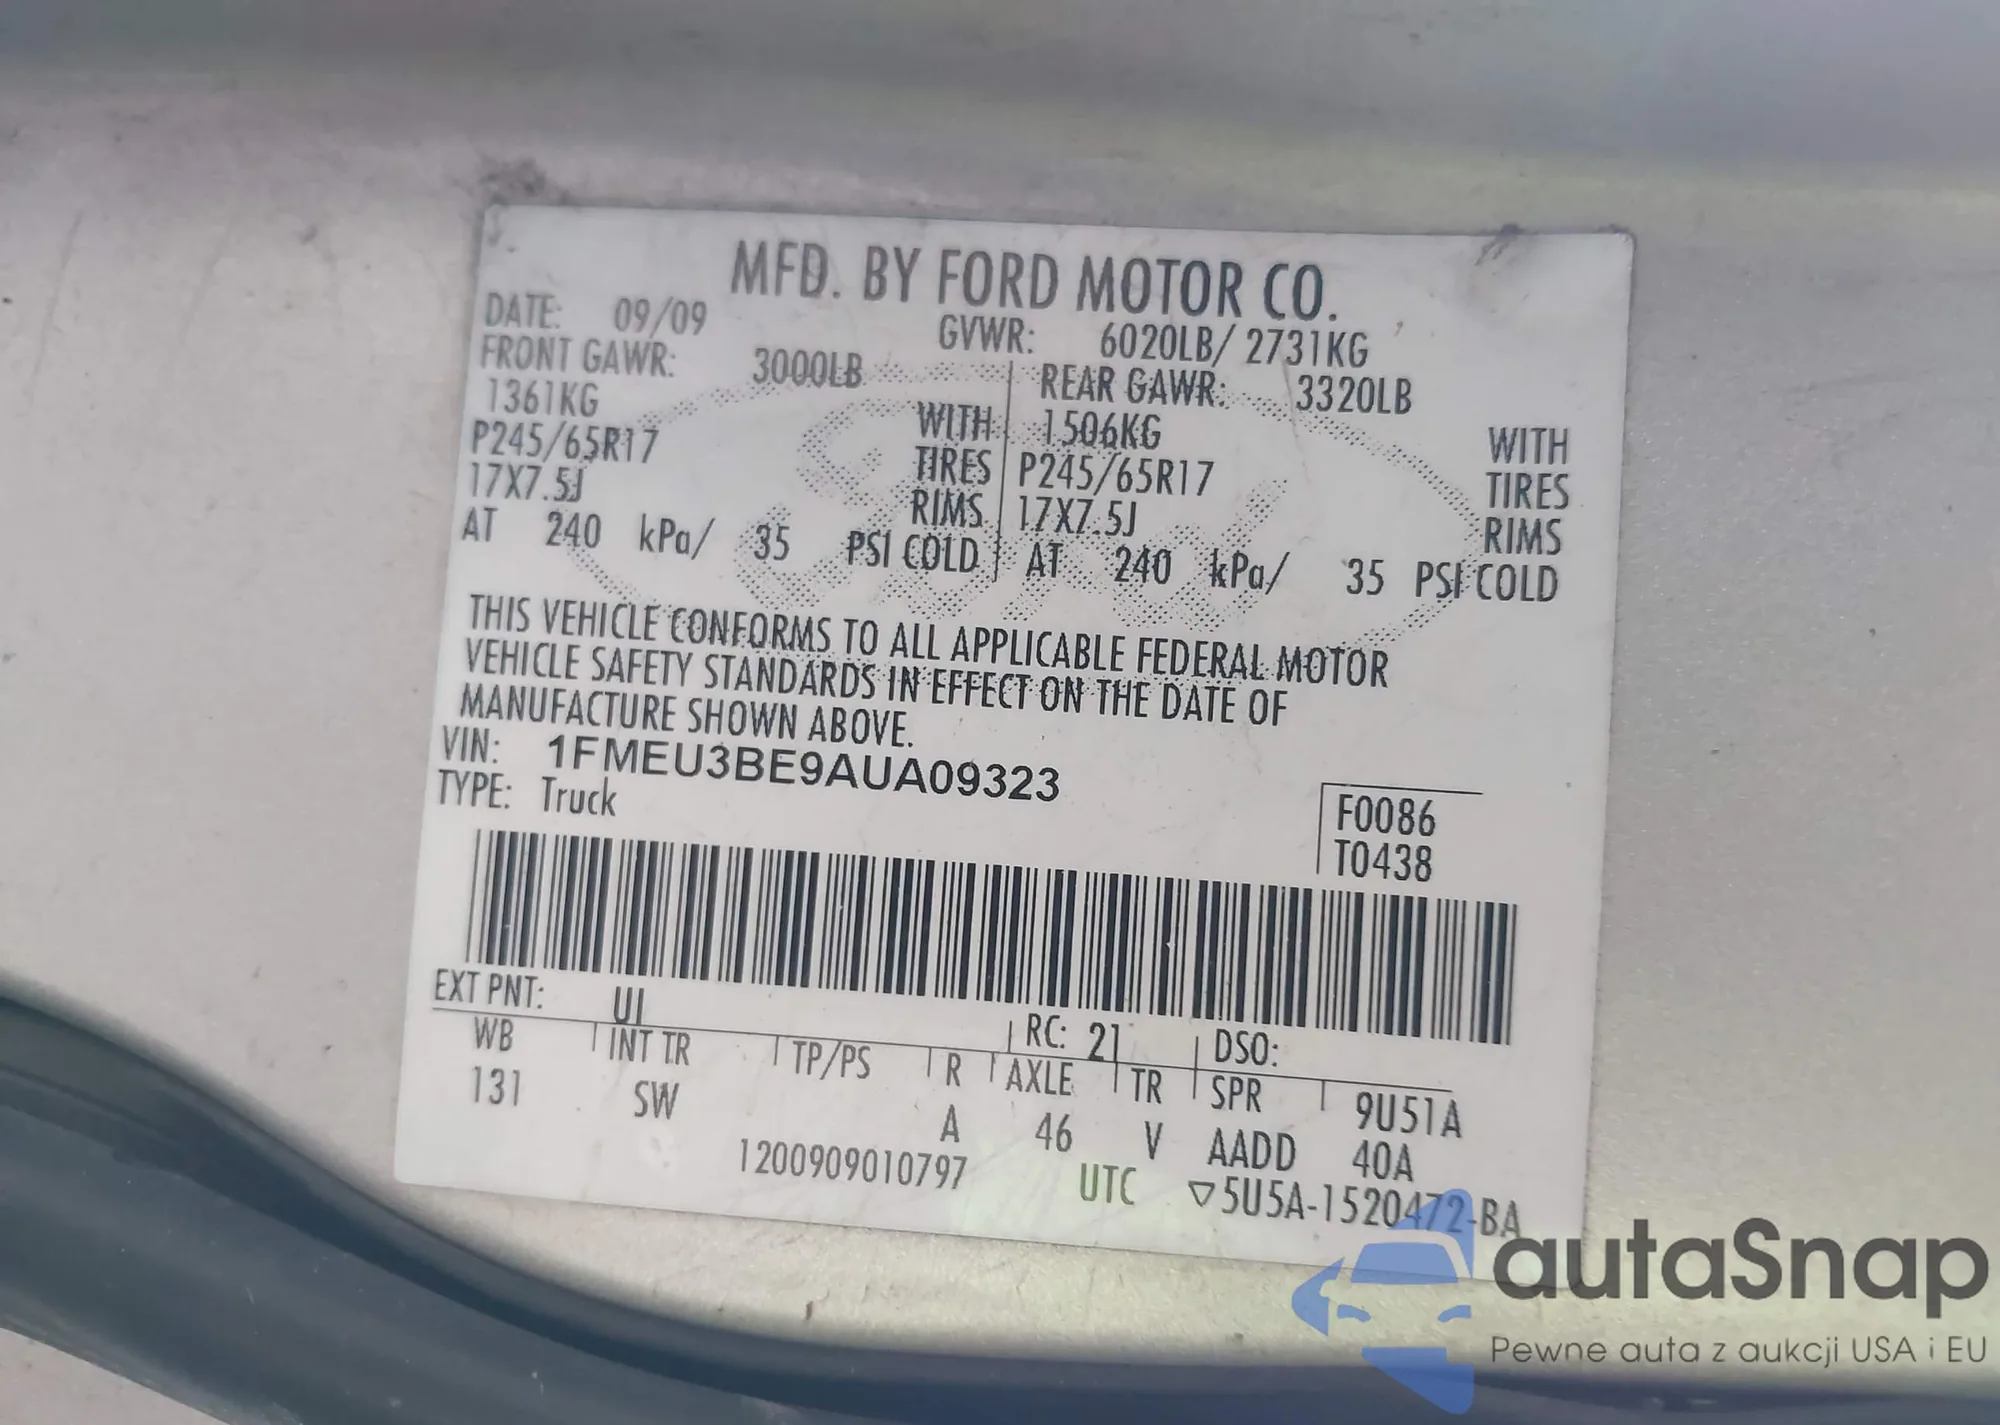 MFD. BY FORD MOTOR CO.
DATE: 09/09 GVWR: 6020LB/ 2731KG
FRONT GAWR: 3000LB REAR GAWR: 3320LB
1361KG WITH 1506KG WITH
P245/65R17 TIRES P245/65R17 TIRES
17X7.5J RIMS 17X7.5J RIMS
AT 240 kPa/ 35 PSI COLD AT 240 kPa/ 35 PSI COLD
THIS VEHICLE CONFORMS TO ALL APPLICABLE FEDERAL MOTOR
VEHICLE SAFETY STANDARDS IN EFFECT ON THE DATE OF
MANUFACTURE SHOWN ABOVE.
VIN: 1FMEU3BE9AUA09323
TYPE: Truck
F0086
T0438
EXT PNT: UI RC: 21 DSO:
WB INT TR TP/PS R AXLE TR SPR 9U51A
131 SW A 46 V AADD 40A
1200909010797 UTC ▽5U5A-1520472-BA
autaSnap
Pewne auta z aukcji USA i EU